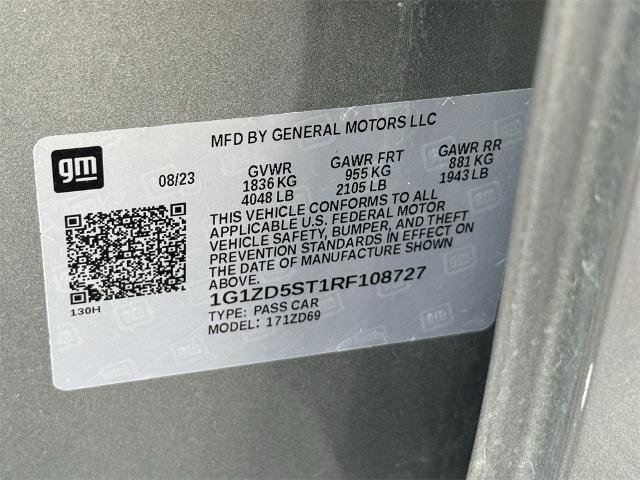 MFD BY GENERAL MOTORS LLC
gm
08/23 GVWR GAWR FRT GAWR RR
1836 KG 955 KG 881 KG
4048 LB 2105 LB 1943 LB
THIS VEHICLE CONFORMS TO ALL
APPLICABLE U.S. FEDERAL MOTOR
VEHICLE SAFETY, BUMPER, AND THEFT
PREVENTION STANDARDS IN EFFECT ON
THE DATE OF MANUFACTURE SHOWN
ABOVE.
1G1ZD5ST1RF108727
130H
TYPE: PASS CAR
MODEL: 171ZD69